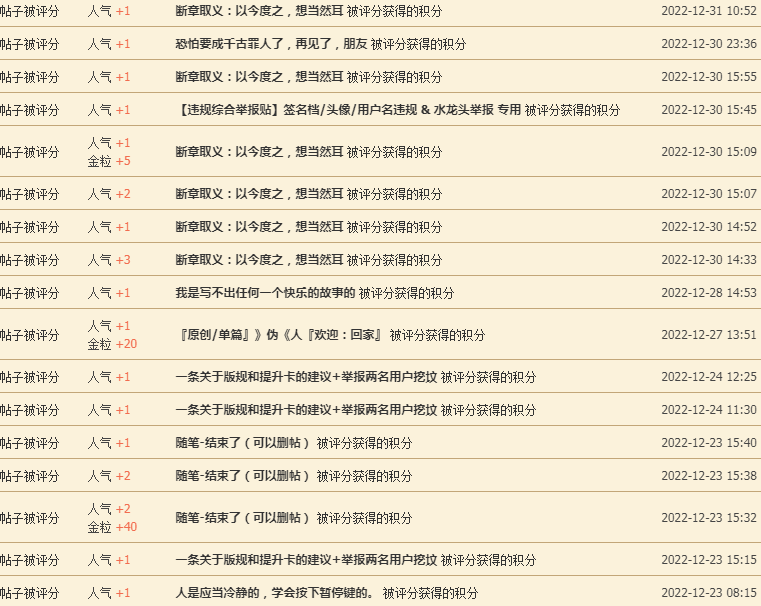 帖子被评分 人气 +1 断章取义：以今度之，想当然耳 被评分获得的积分 2022-12-31 10:52
帖子被评分 人气 +1 恐怕要成千古罪人了，再见了，朋友 被评分获得的积分 2022-12-30 23:36
帖子被评分 人气 +1 断章取义：以今度之，想当然耳 被评分获得的积分 2022-12-30 15:55
帖子被评分 人气 +1 【违规综合举报贴】签名档/头像/用户名违规 & 水龙头举报 专用 被评分获得的积分 2022-12-30 15:45
帖子被评分 人气 +1 金粒 +5 断章取义：以今度之，想当然耳 被评分获得的积分 2022-12-30 15:09
帖子被评分 人气 +2 断章取义：以今度之，想当然耳 被评分获得的积分 2022-12-30 15:07
帖子被评分 人气 +1 断章取义：以今度之，想当然耳 被评分获得的积分 2022-12-30 14:52
帖子被评分 人气 +3 断章取义：以今度之，想当然耳 被评分获得的积分 2022-12-30 14:33
帖子被评分 人气 +1 我是写不出任何一个快乐的故事的 被评分获得的积分 2022-12-28 14:53
帖子被评分 人气 +1 金粒 +20 『原创/单篇』》伪《人『欢迎：回家』 被评分获得的积分 2022-12-27 13:51
帖子被评分 人气 +1 一条关于版规和提升卡的建议+举报两名用户挖坟 被评分获得的积分 2022-12-24 12:25
帖子被评分 人气 +1 一条关于版规和提升卡的建议+举报两名用户挖坟 被评分获得的积分 2022-12-24 11:30
帖子被评分 人气 +1 随笔-结束了（可以删帖） 被评分获得的积分 2022-12-23 15:40
帖子被评分 人气 +2 随笔-结束了（可以删帖） 被评分获得的积分 2022-12-23 15:38
帖子被评分 人气 +2 金粒 +40 随笔-结束了（可以删帖） 被评分获得的积分 2022-12-23 15:32
帖子被评分 人气 +1 一条关于版规和提升卡的建议+举报两名用户挖坟 被评分获得的积分 2022-12-23 15:15
帖子被评分 人气 +1 人是应当冷静的，学会按下暂停键的。 被评分获得的积分 2022-12-23 08:15